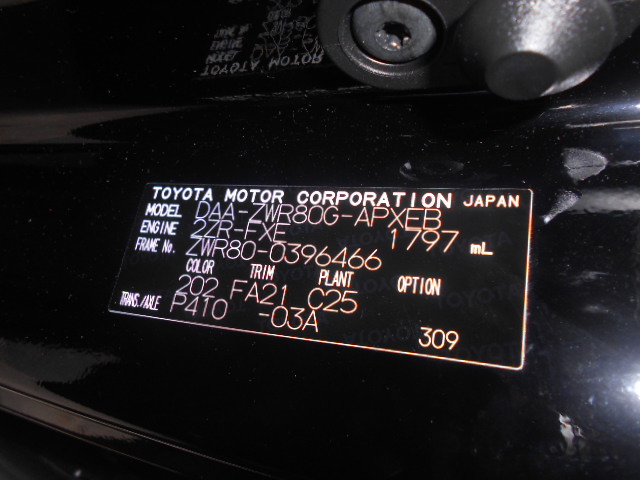 TOYOTA MOTOR CORPORATION JAPAN
MODEL DAA-ZWR80G-APXEB
ENGINE 2ZR-FXE 1797 mL
FRAME No. ZWR80-0396466
COLOR TRIM PLANT OPTION
202 FA21 C25
TRANS./AXLE P410 -03A
309